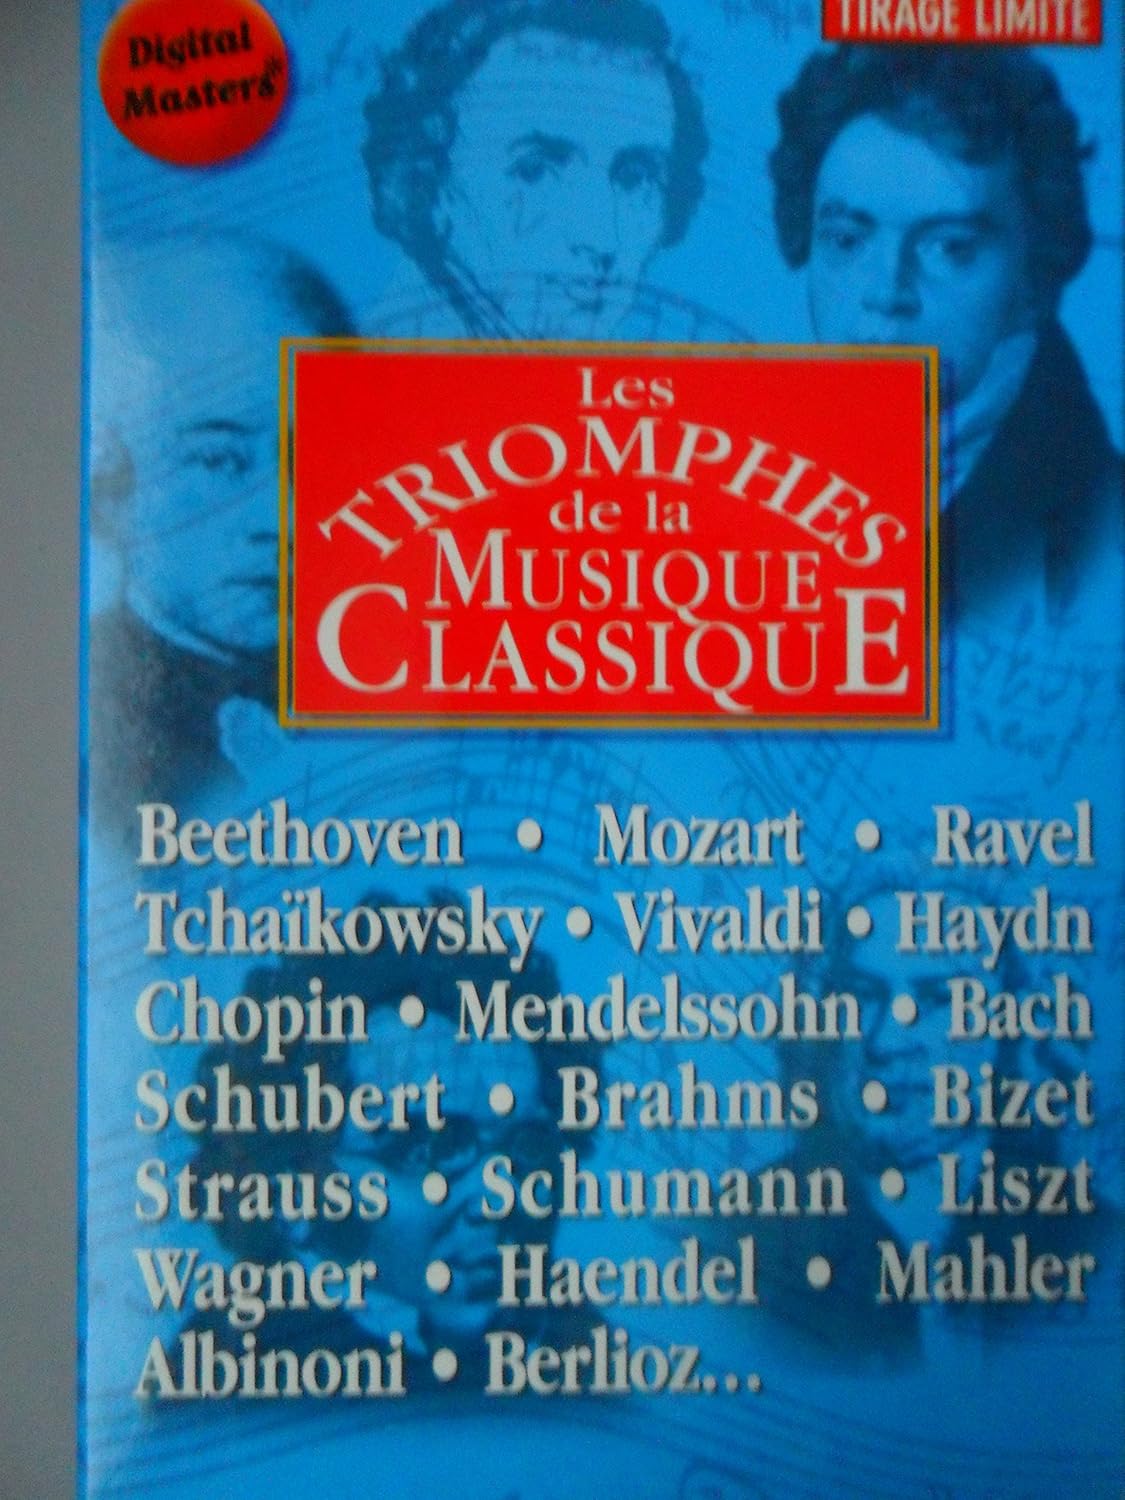 Digital
Masters
TIRAGE LIMITÉ
Les
TRIOMPHES
de la
MUSIQUE
CLASSIQUE
Beethoven • Mozart • Ravel
Tchaïkowsky • Vivaldi • Haydn
Chopin • Mendelssohn • Bach
Schubert • Brahms • Bizet
Strauss • Schumann • Liszt
Wagner • Haendel • Mahler
Albinoni • Berlioz...